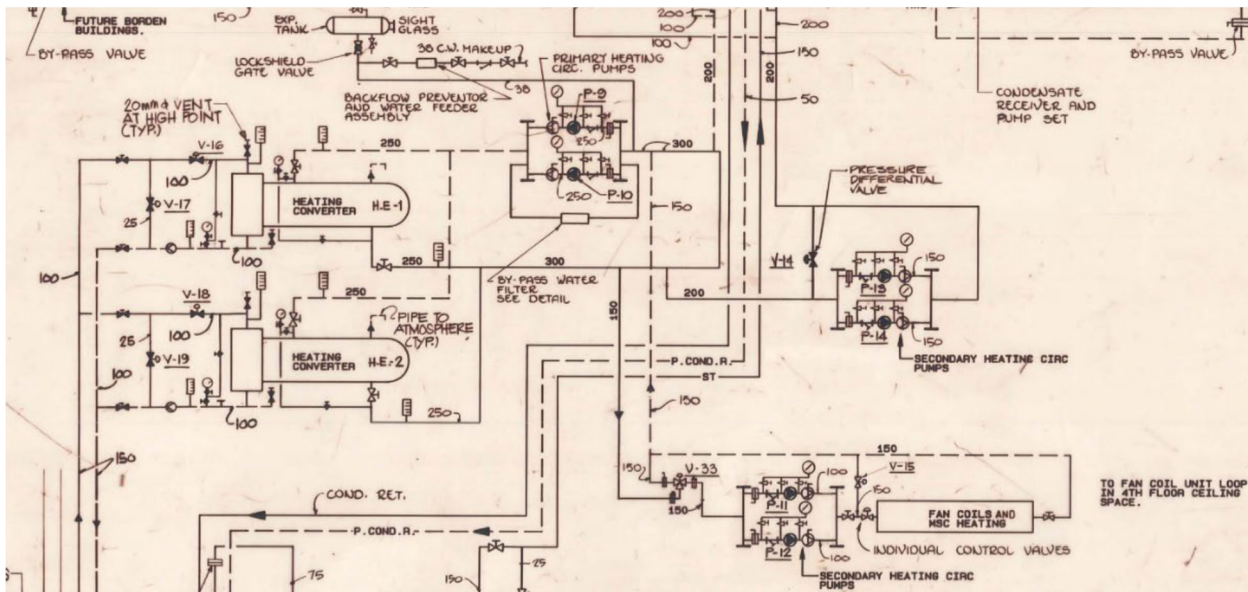 FUTURE BORDEN
BUILDINGS.
BY-PASS VALVE
150
EXP.
TANK
SIGHT
GLASS
LOCKSHIELD
GATE VALVE
38 C.W. MAKEUP
38
BACKFLOW PREVENTOR
AND WATER FEEDER
ASSEMBLY
PRIMARY HEATING
CIRC. PUMPS
P-9
250
250
P-10
200
100
100
200
200
150
200
50
BY-PASS VALVE
CONDENSATE
RECEIVER AND
PUMP SET
20mmφ VENT
AT HIGH POINT
(TYP.)
V-16
100
V-17
25
100
250
HEATING
CONVERTER
H.E-1
300
150
PRESSURE
DIFFERENTIAL
VALVE
V-14
100
250
300
BY-PASS WATER
FILTER
SEE DETAIL
150
200
P-13
150
P-14
150
SECONDARY HEATING CIRC
PUMPS
V-18
100
25
V-19
100
100
250
HEATING
CONVERTER
H.E.-2
PIPE TO
ATMOSPHERE
(TYP.)
250
P.COND.R.
ST
150
150
COND. RET.
P.COND.R.
75
150
25
150
V-33
150
100
P-11
P-12
100
150
V-15
150
FAN COILS AND
MSC HEATING
INDIVIDUAL CONTROL VALVES
SECONDARY HEATING CIRC
PUMPS
TO FAN COIL UNIT LOOP
IN 4TH FLOOR CEILING
SPACE.